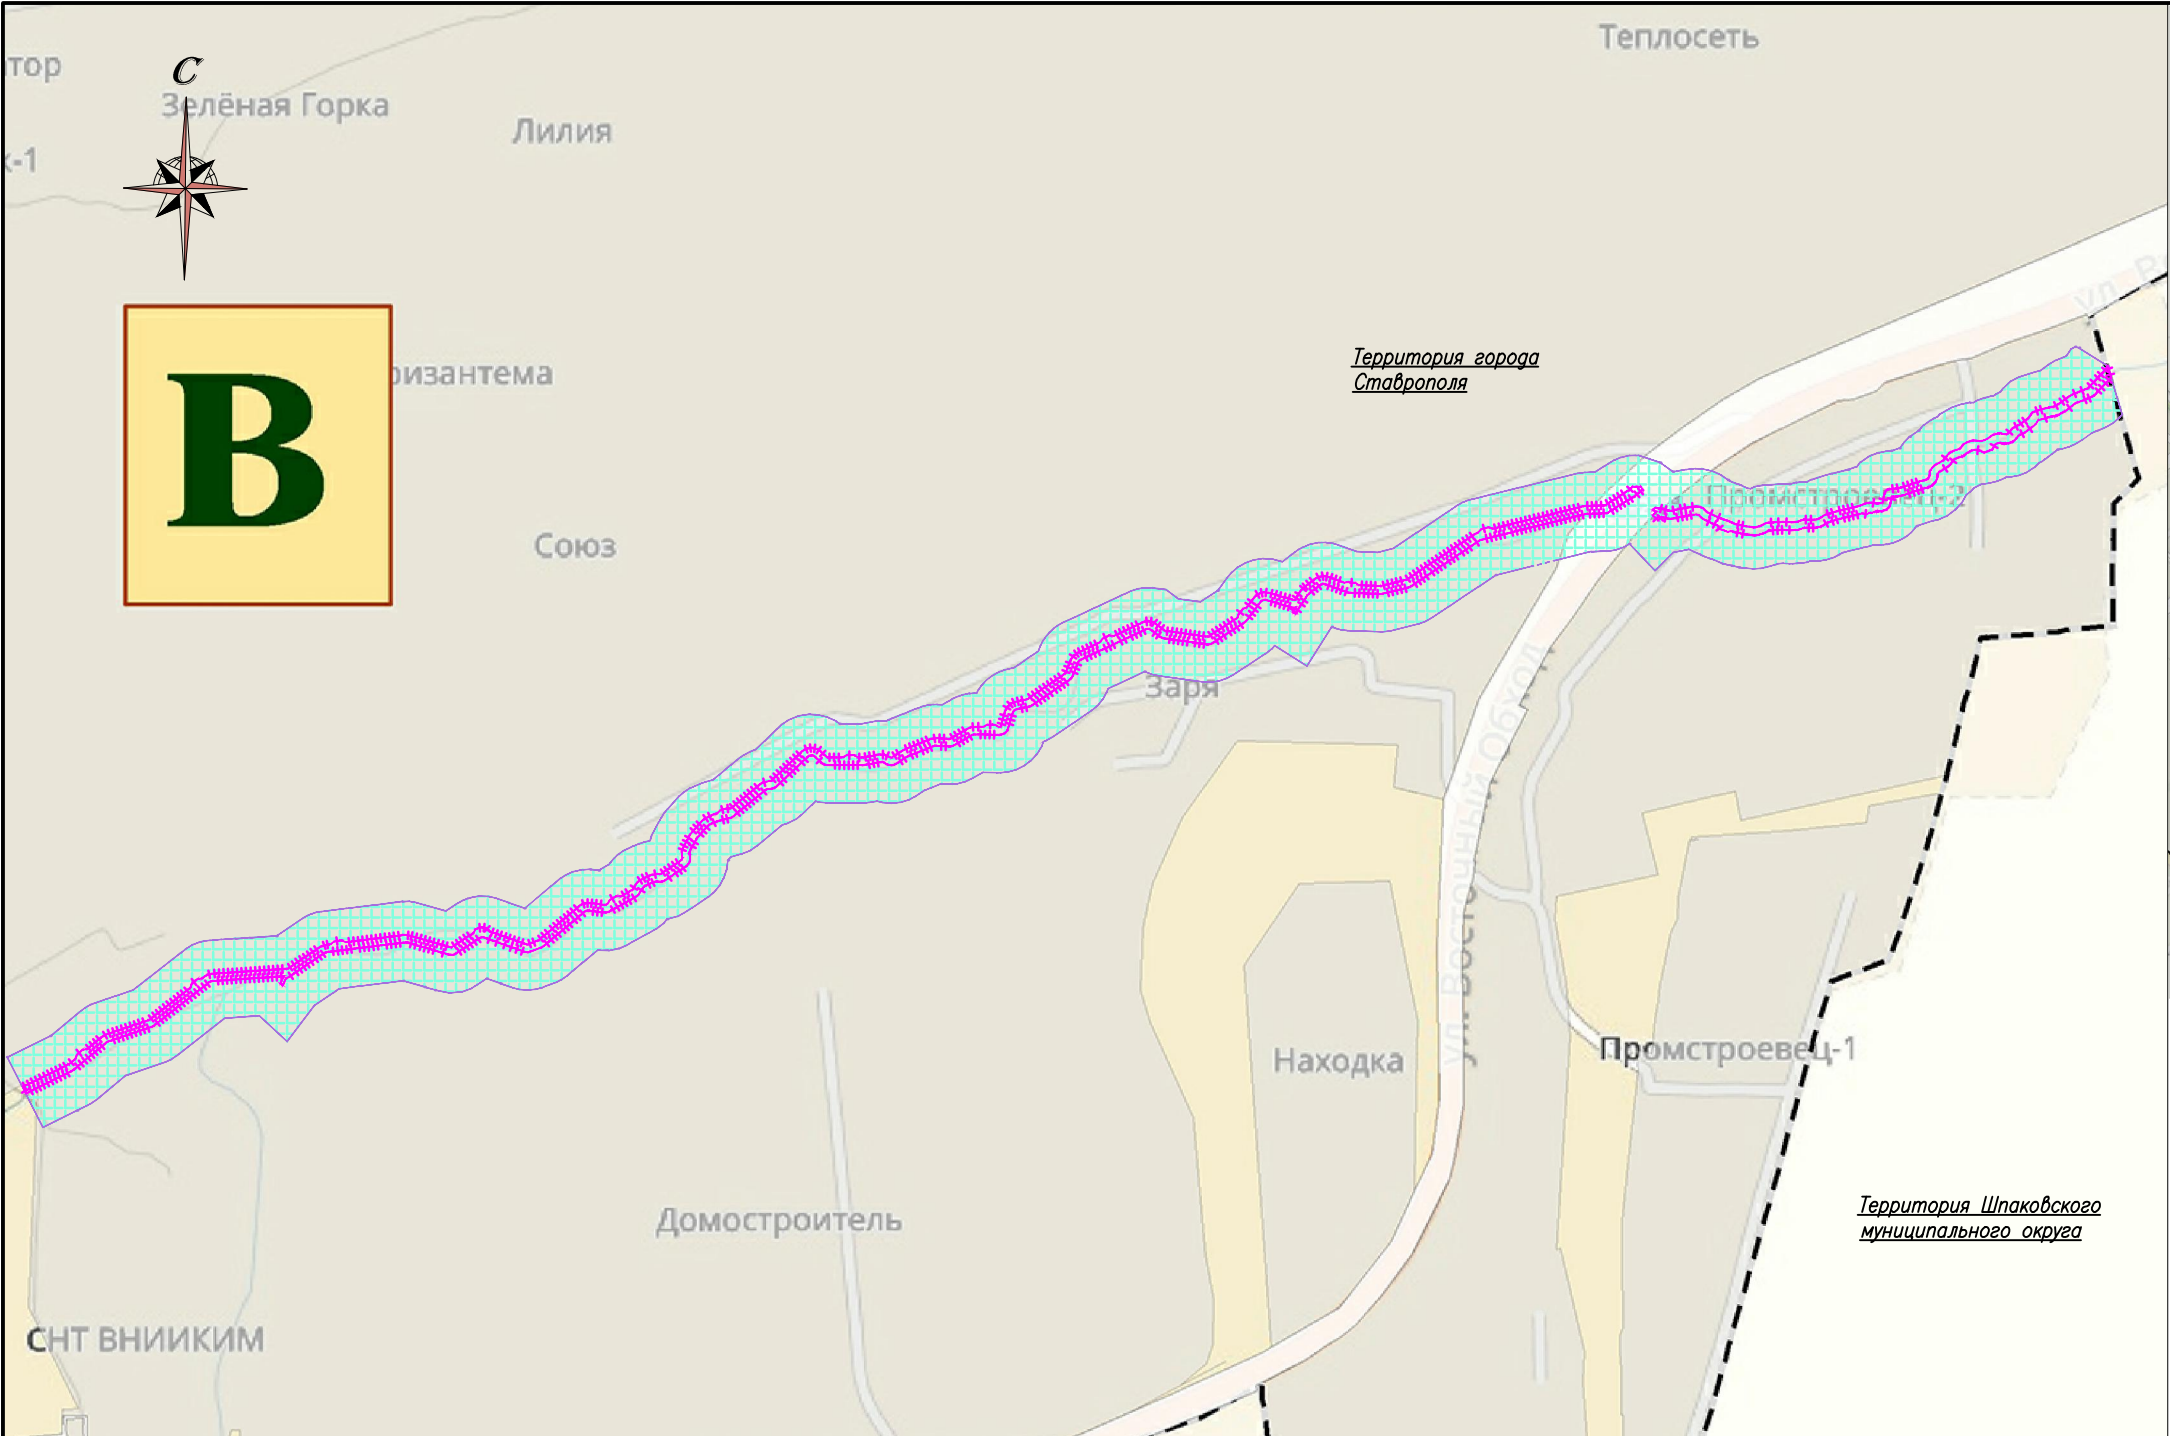 Теплосеть
тор
С
Зелёная Горка
Лилия
к-1
Территория города
Ставрополя
ризантема
В
Союз
Промстроевец-2
Заря
ул. Восточный Обход
Находка
Промстроевец-1
Территория Шпаковского
муниципального округа
Домостроитель
СНТ ВНИИКИМ